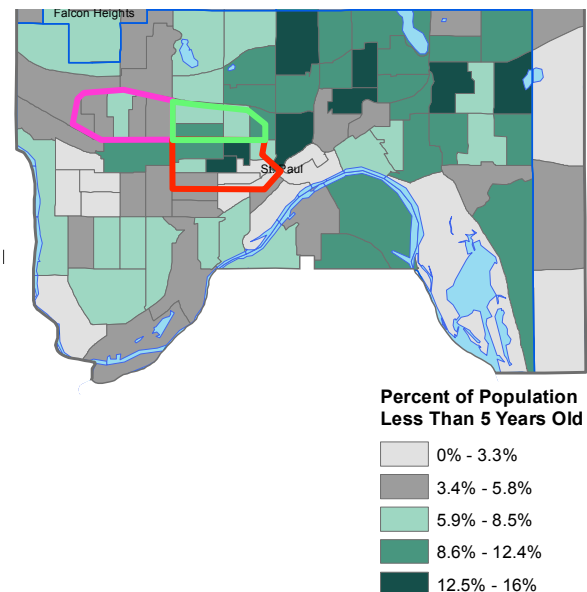 Falcon Heights
St. Paul
Percent of Population
Less Than 5 Years Old
0% - 3.3%
3.4% - 5.8%
5.9% - 8.5%
8.6% - 12.4%
12.5% - 16%